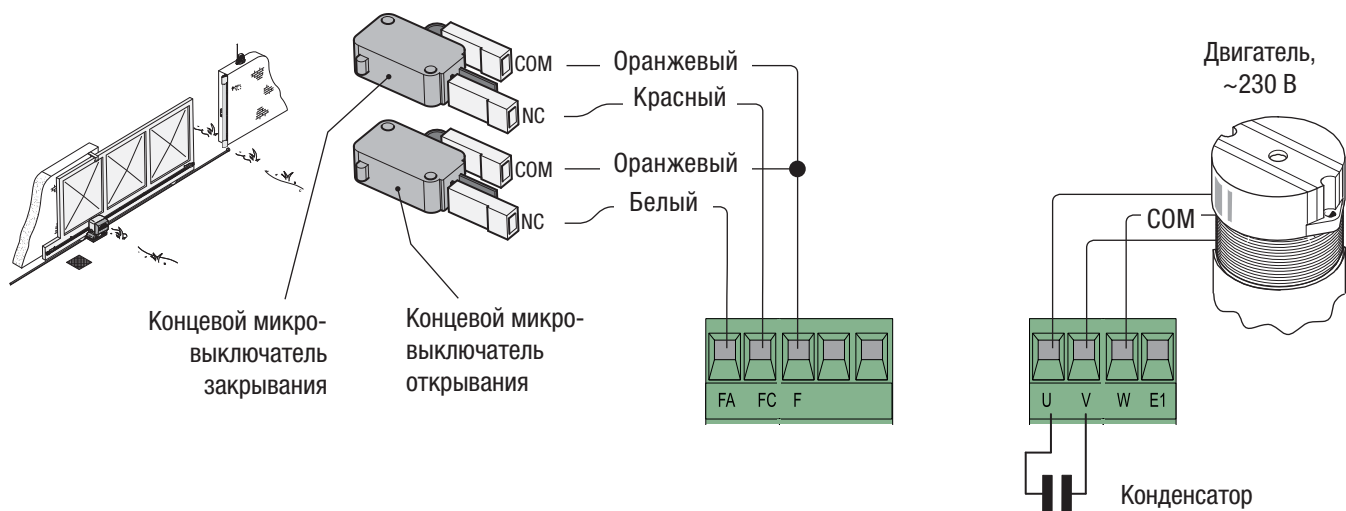 COM
Оранжевый
NC
Красный
COM
Оранжевый
NC
Белый
Концевой микро-
выключатель
закрывания
Концевой микро-
выключатель
открывания
FA FC F
Двигатель,
~230 В
COM
U V W E1
Конденсатор